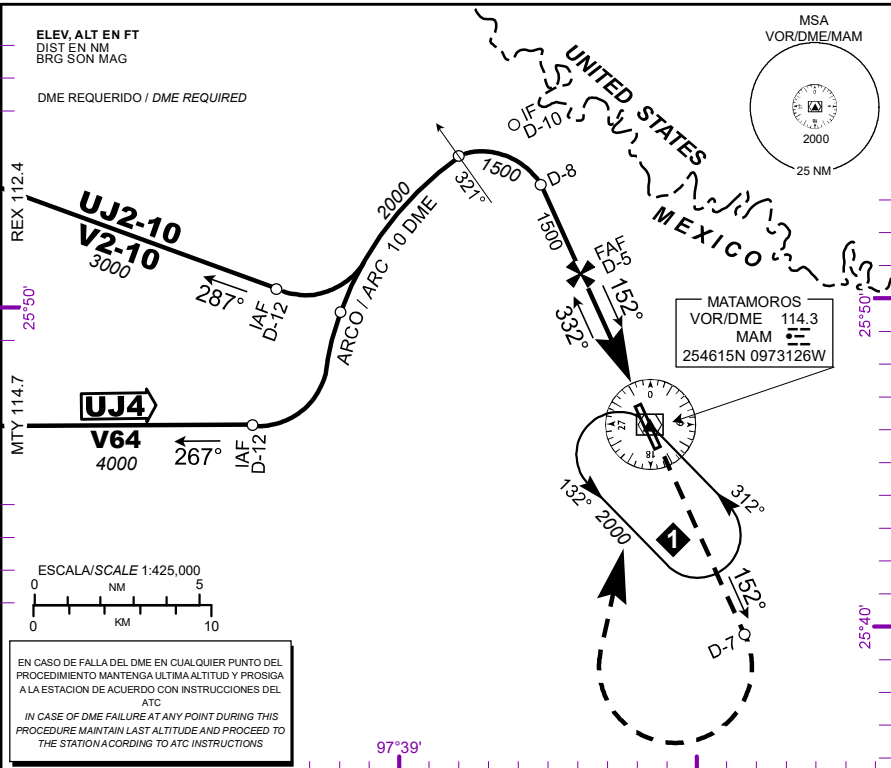 ELEV, ALT EN FT
DIST EN NM
BRG SON MAG
DME REQUERIDO / DME REQUIRED
MSA
VOR/DME/MAM
2000
25 NM
UNITED STATES
MEXICO
IF
D-10
321°
1500
D-8
1500
2000
ARCO / ARC 10 DME
REX 112.4
UJ2-10
V2-10
3000
287°
IAF
D-12
25°50'
25°50'
FAF
D-5
152°
332°
MATAMOROS
VOR/DME 114.3
MAM
254615N 0973126W
MTY 114.7
UJ4
V64
4000
267°
IAF
D-12
0
27
18
132°
2000
312°
1
152°
D-7
25°40'
ESCALA/SCALE 1:425,000
0 NM 5
0 KM 10
EN CASO DE FALLA DEL DME EN CUALQUIER PUNTO DEL
PROCEDIMIENTO MANTENGA ULTIMA ALTITUD Y PROSIGA
A LA ESTACION DE ACUERDO CON INSTRUCCIONES DEL
ATC
IN CASE OF DME FAILURE AT ANY POINT DURING THIS
PROCEDURE MAINTAIN LAST ALTITUDE AND PROCEED TO
THE STATION ACORDING TO ATC INSTRUCTIONS
97°39'